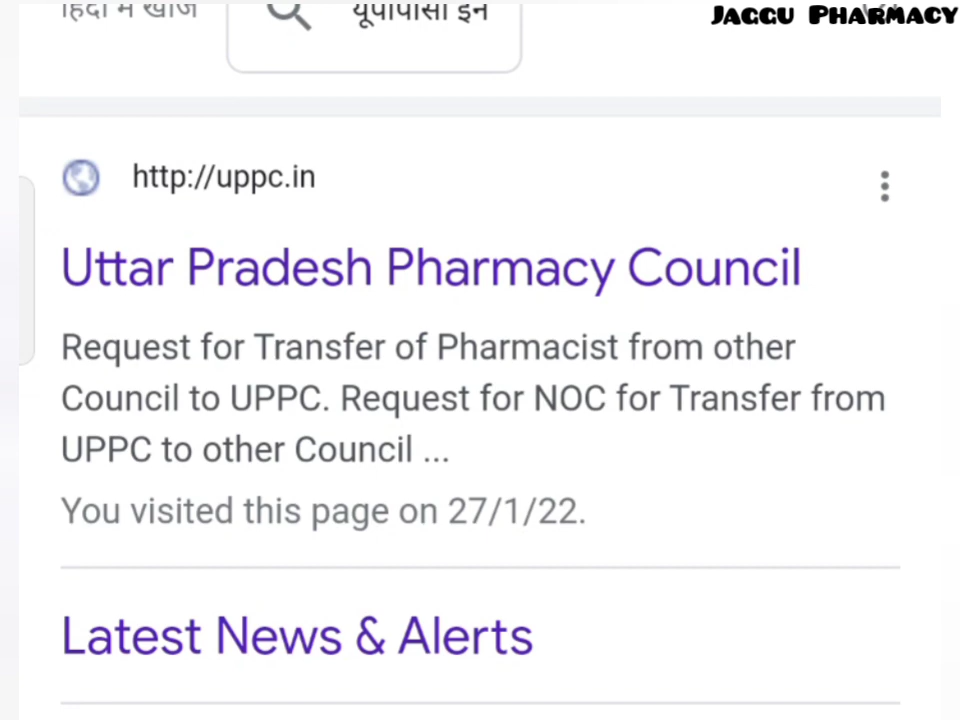 हिंदी में खोजें
यूपीपीसी इन
Jaggu Pharmacy
http://uppc.in
Uttar Pradesh Pharmacy Council
Request for Transfer of Pharmacist from other
Council to UPPC. Request for NOC for Transfer from
UPPC to other Council ...
You visited this page on 27/1/22.
Latest News & Alerts